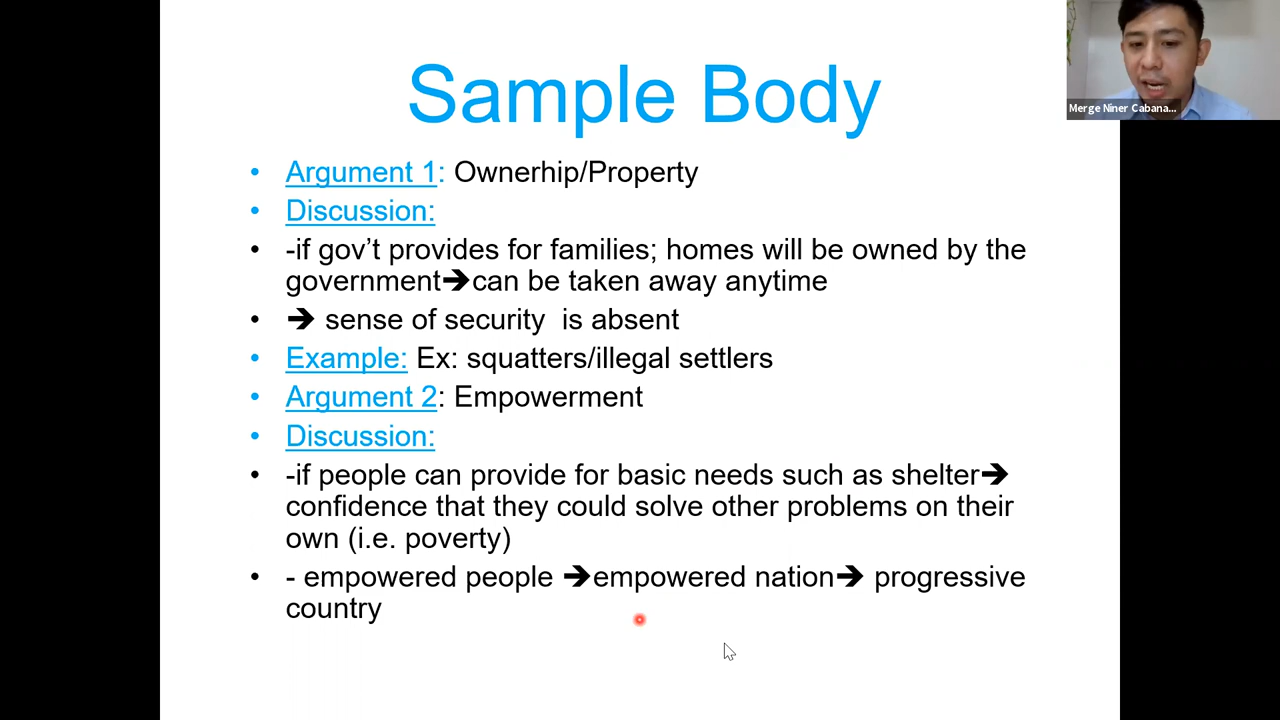 Sample Body
Merge Niner Cabana...
• Argument 1: Ownerhip/Property
• Discussion:
• -if gov’t provides for families; homes will be owned by the
government➔can be taken away anytime
• ➔ sense of security  is absent
• Example: Ex: squatters/illegal settlers
• Argument 2: Empowerment
• Discussion:
• -if people can provide for basic needs such as shelter➔
confidence that they could solve other problems on their
own (i.e. poverty)
• - empowered people ➔empowered nation➔ progressive
country